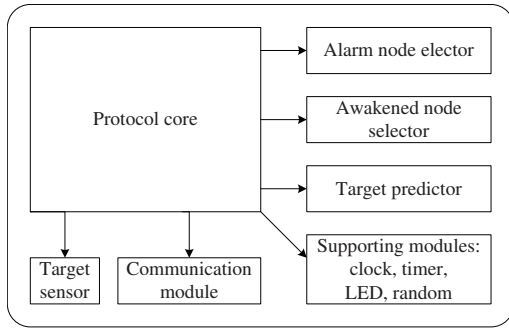 Protocol core
Alarm node elector
Awakened node
selector
Target predictor
Supporting modules:
clock, timer,
LED, random
Target
sensor
Communication
module